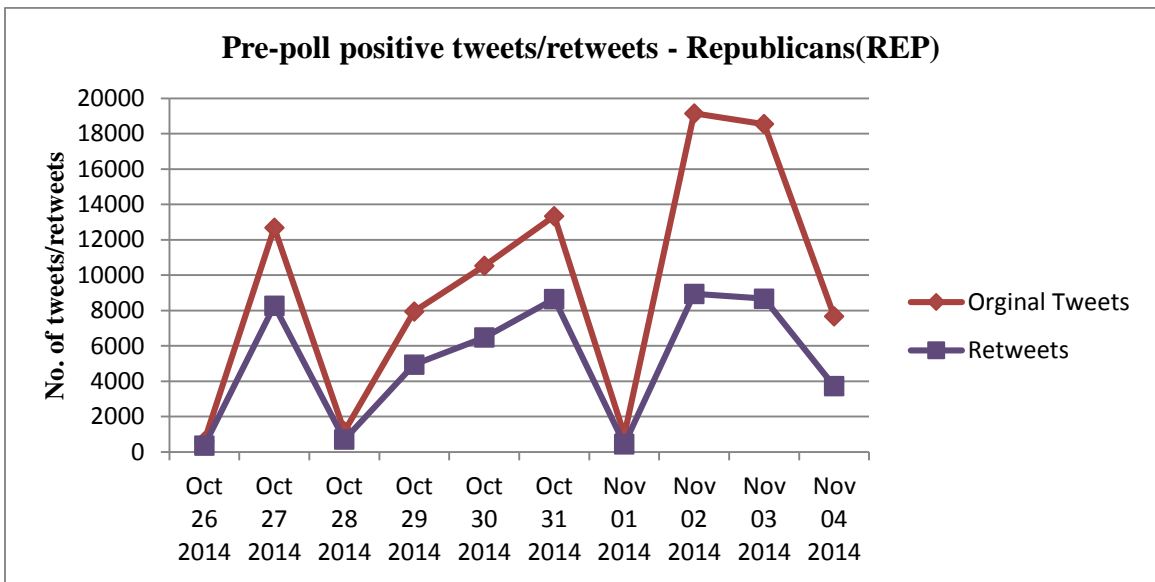 Pre-poll positive tweets/retweets - Republicans(REP)
No. of tweets/retweets
20000
18000
16000
14000
12000
10000
8000
6000
4000
2000
0
Oct 26 2014
Oct 27 2014
Oct 28 2014
Oct 29 2014
Oct 30 2014
Oct 31 2014
Nov 01 2014
Nov 02 2014
Nov 03 2014
Nov 04 2014
Orginal Tweets
Retweets